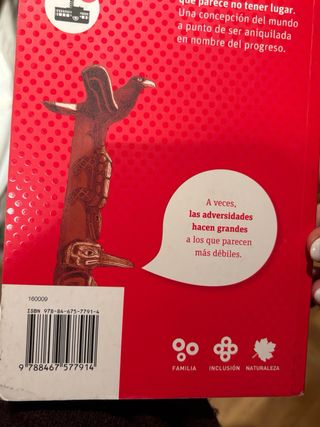 que parece no tener lugar.
Una concepción del mundo
a punto de ser aniquilada
en nombre del progreso.
A veces,
las adversidades
hacen grandes
a los que parecen
más débiles.
160009
ISBN 978-84-675-7791-4
9 788467 577914
FAMILIA
INCLUSIÓN
NATURALEZA